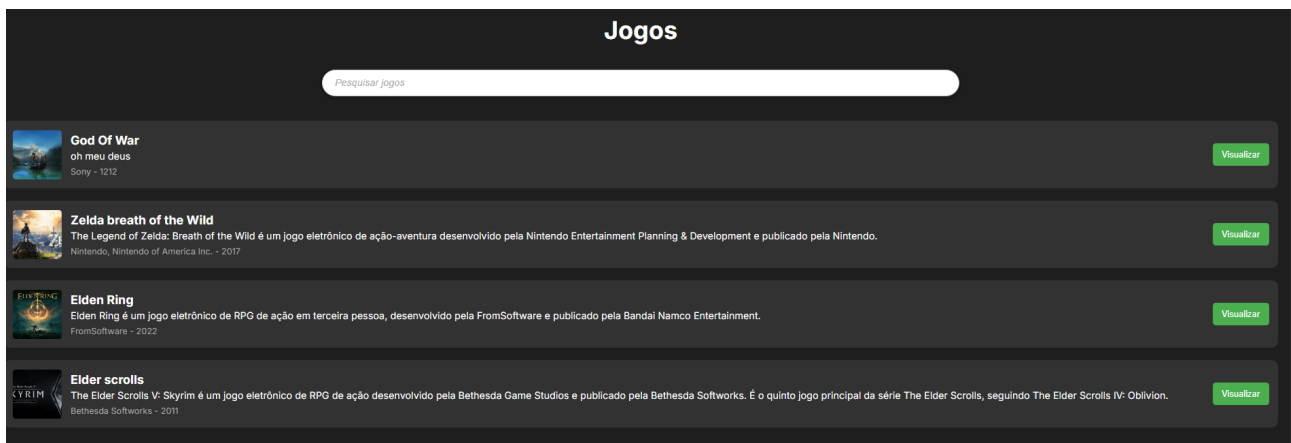 Jogos
Pesquisar jogos
God Of War
oh meu deus
Sony - 1212
Visualizar
Zelda breath of the Wild
The Legend of Zelda: Breath of the Wild é um jogo eletrônico de ação-aventura desenvolvido pela Nintendo Entertainment Planning & Development e publicado pela Nintendo.
Nintendo, Nintendo of America Inc. - 2017
Visualizar
ELDEN RING
Elden Ring
Elden Ring é um jogo eletrônico de RPG de ação em terceira pessoa, desenvolvido pela FromSoftware e publicado pela Bandai Namco Entertainment.
FromSoftware - 2022
Visualizar
KYRIM
Elder scrolls
The Elder Scrolls V: Skyrim é um jogo eletrônico de RPG de ação desenvolvido pela Bethesda Game Studios e publicado pela Bethesda Softworks. É o quinto jogo principal da série The Elder Scrolls, seguindo The Elder Scrolls IV: Oblivion.
Bethesda Softworks - 2011
Visualizar